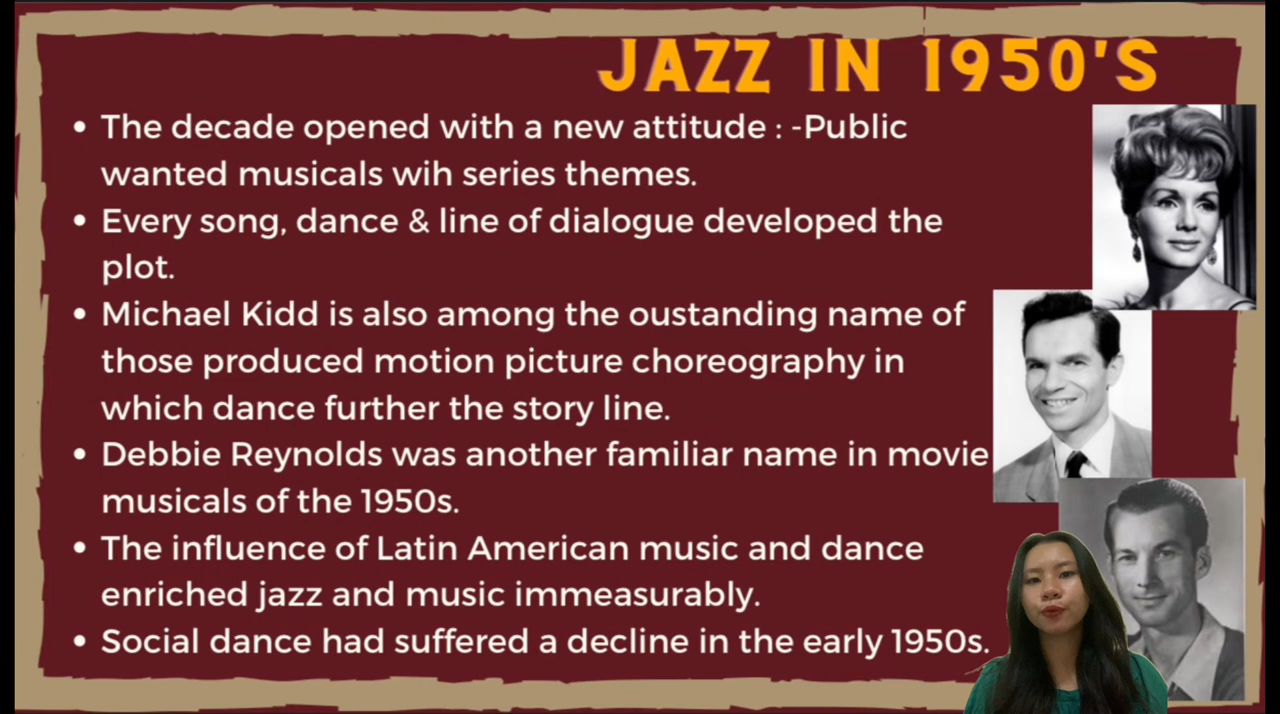 JAZZ IN 1950'S
• The decade opened with a new attitude : -Public
wanted musicals wih series themes.
• Every song, dance & line of dialogue developed the
plot.
• Michael Kidd is also among the oustanding name of
those produced motion picture choreography in
which dance further the story line.
• Debbie Reynolds was another familiar name in movie
musicals of the 1950s.
• The influence of Latin American music and dance
enriched jazz and music immeasurably.
• Social dance had suffered a decline in the early 1950s.